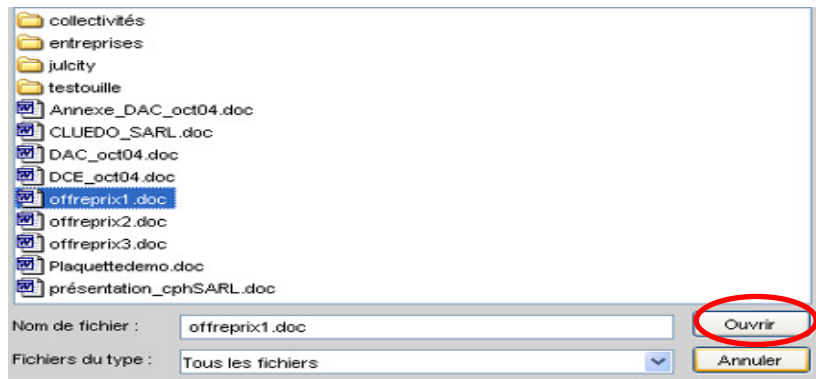 collectivités
entreprises
julcity
testouille
Annexe_DAC_oct04.doc
CLUEDO_SARL.doc
DAC_oct04.doc
DCE_oct04.doc
offreprix1.doc
offreprix2.doc
offreprix3.doc
Plaquettedemo.doc
présentation_cphSARL.doc
Nom de fichier : offreprix1.doc Ouvrir
Fichiers du type : Tous les fichiers Annuler